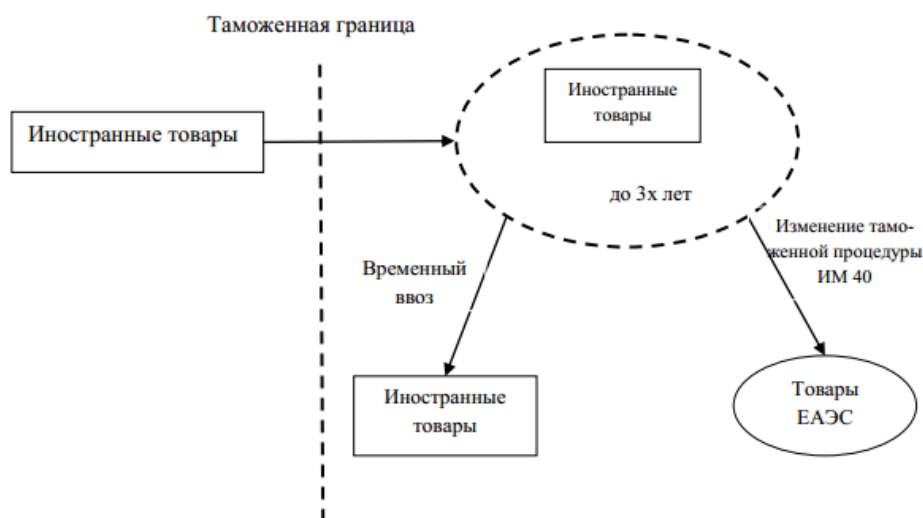 Таможенная граница
Иностранные товары
Иностранные
товары
до 3х лет
Изменение тамо-
женной процедуры
ИМ 40
Временный
ввоз
Иностранные
товары
Товары
ЕАЭС